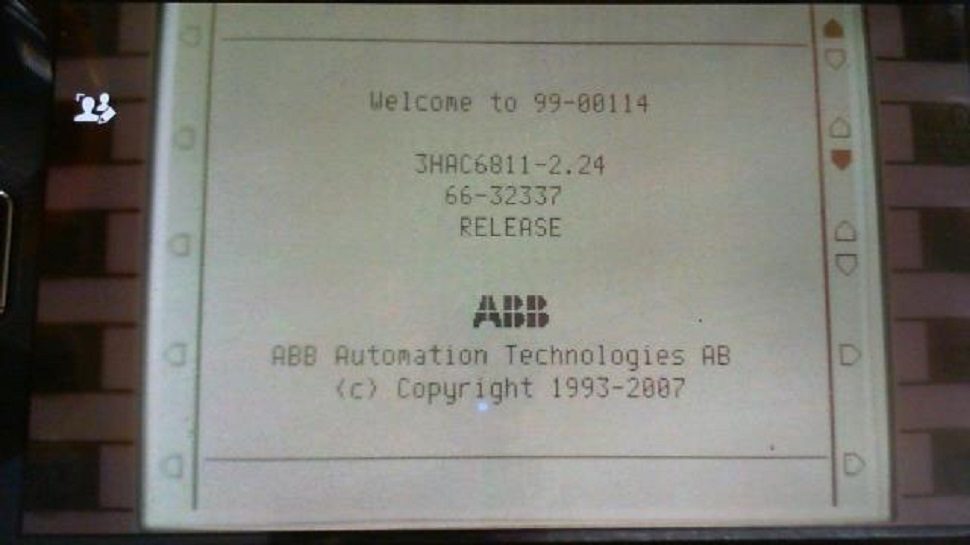 Welcome to 99-00114
3HAC6811-2.24
66-32337
RELEASE
ABB
ABB Automation Technologies AB
(c) Copyright 1993-2007